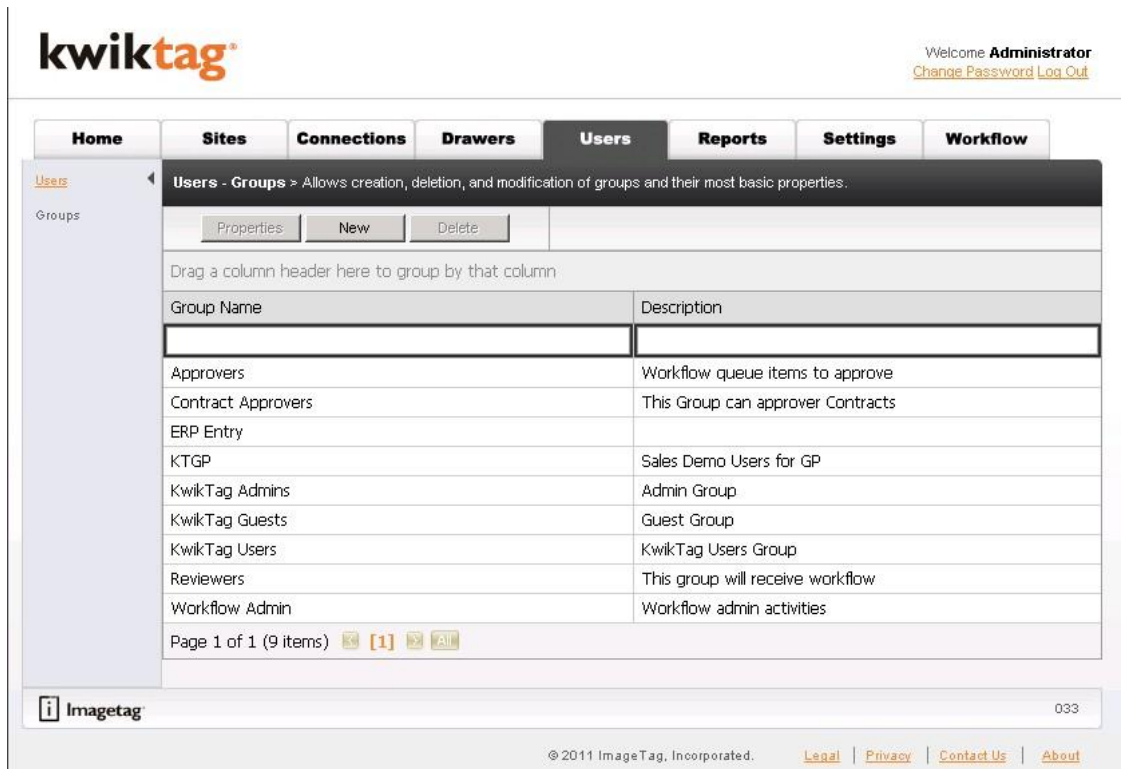 kwiktag
Welcome Administrator
Change Password Log Out
Home Sites Connections Drawers Users Reports Settings Workflow
Users
Groups
Users - Groups » Allows creation, deletion, and modification of groups and their most basic properties.
Properties New Delete
Drag a column header here to group by that column
Group Name Description
Approvers Workflow queue items to approve
Contract Approvers This Group can approver Contracts
ERP Entry
KTGP Sales Demo Users for GP
KwikTag Admins Admin Group
KwikTag Guests Guest Group
KwikTag Users KwikTag Users Group
Reviewers This group will receive workflow
Workflow Admin Workflow admin activities
Page 1 of 1 (9 items) [1] All
i Imagetag 033
© 2011 ImageTag, Incorporated. Legal | Privacy | Contact Us | About